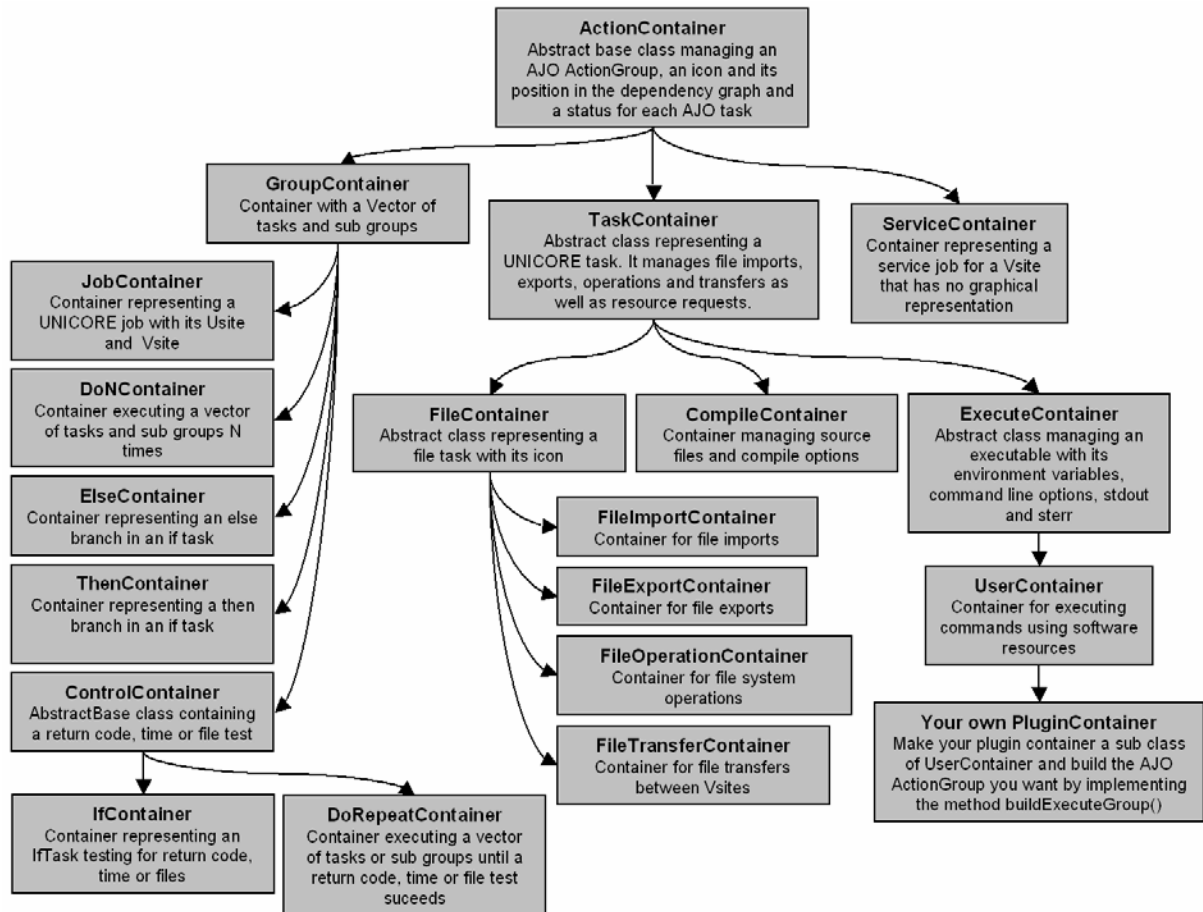 ActionContainer
Abstract base class managing an
AJO ActionGroup, an icon and its
position in the dependency graph and
a status for each AJO task
GroupContainer
Container with a Vector of
tasks and sub groups
TaskContainer
Abstract class representing a
UNICORE task. It manages file imports,
exports, operations and transfers as
well as resource requests.
ServiceContainer
Container representing a
service job for a Vsite
that has no graphical
representation
JobContainer
Container representing a
UNICORE job with its Usite
and Vsite
DoNContainer
Container executing a vector
of tasks and sub groups N
times
ElseContainer
Container representing an else
branch in an if task
ThenContainer
Container representing a then
branch in an if task
ControlContainer
AbstractBase class containing
a return code, time or file test
IfContainer
Container representing an
IfTask testing for return code,
time or files
DoRepeatContainer
Container executing a vector
of tasks or sub groups until a
return code, time or file test
suceeds
FileContainer
Abstract class representing a
file task with its icon
CompileContainer
Container managing source
files and compile options
ExecuteContainer
Abstract class managing an
executable with its
environment variables,
command line options, stdout
and sterr
FileImportContainer
Container for file imports
FileExportContainer
Container for file exports
FileOperationContainer
Container for file system
operations
FileTransferContainer
Container for file transfers
between Vsites
UserContainer
Container for executing
commands using software
resources
Your own PluginContainer
Make your plugin container a sub class
of UserContainer and build the AJO
ActionGroup you want by implementing
the method buildExecuteGroup()